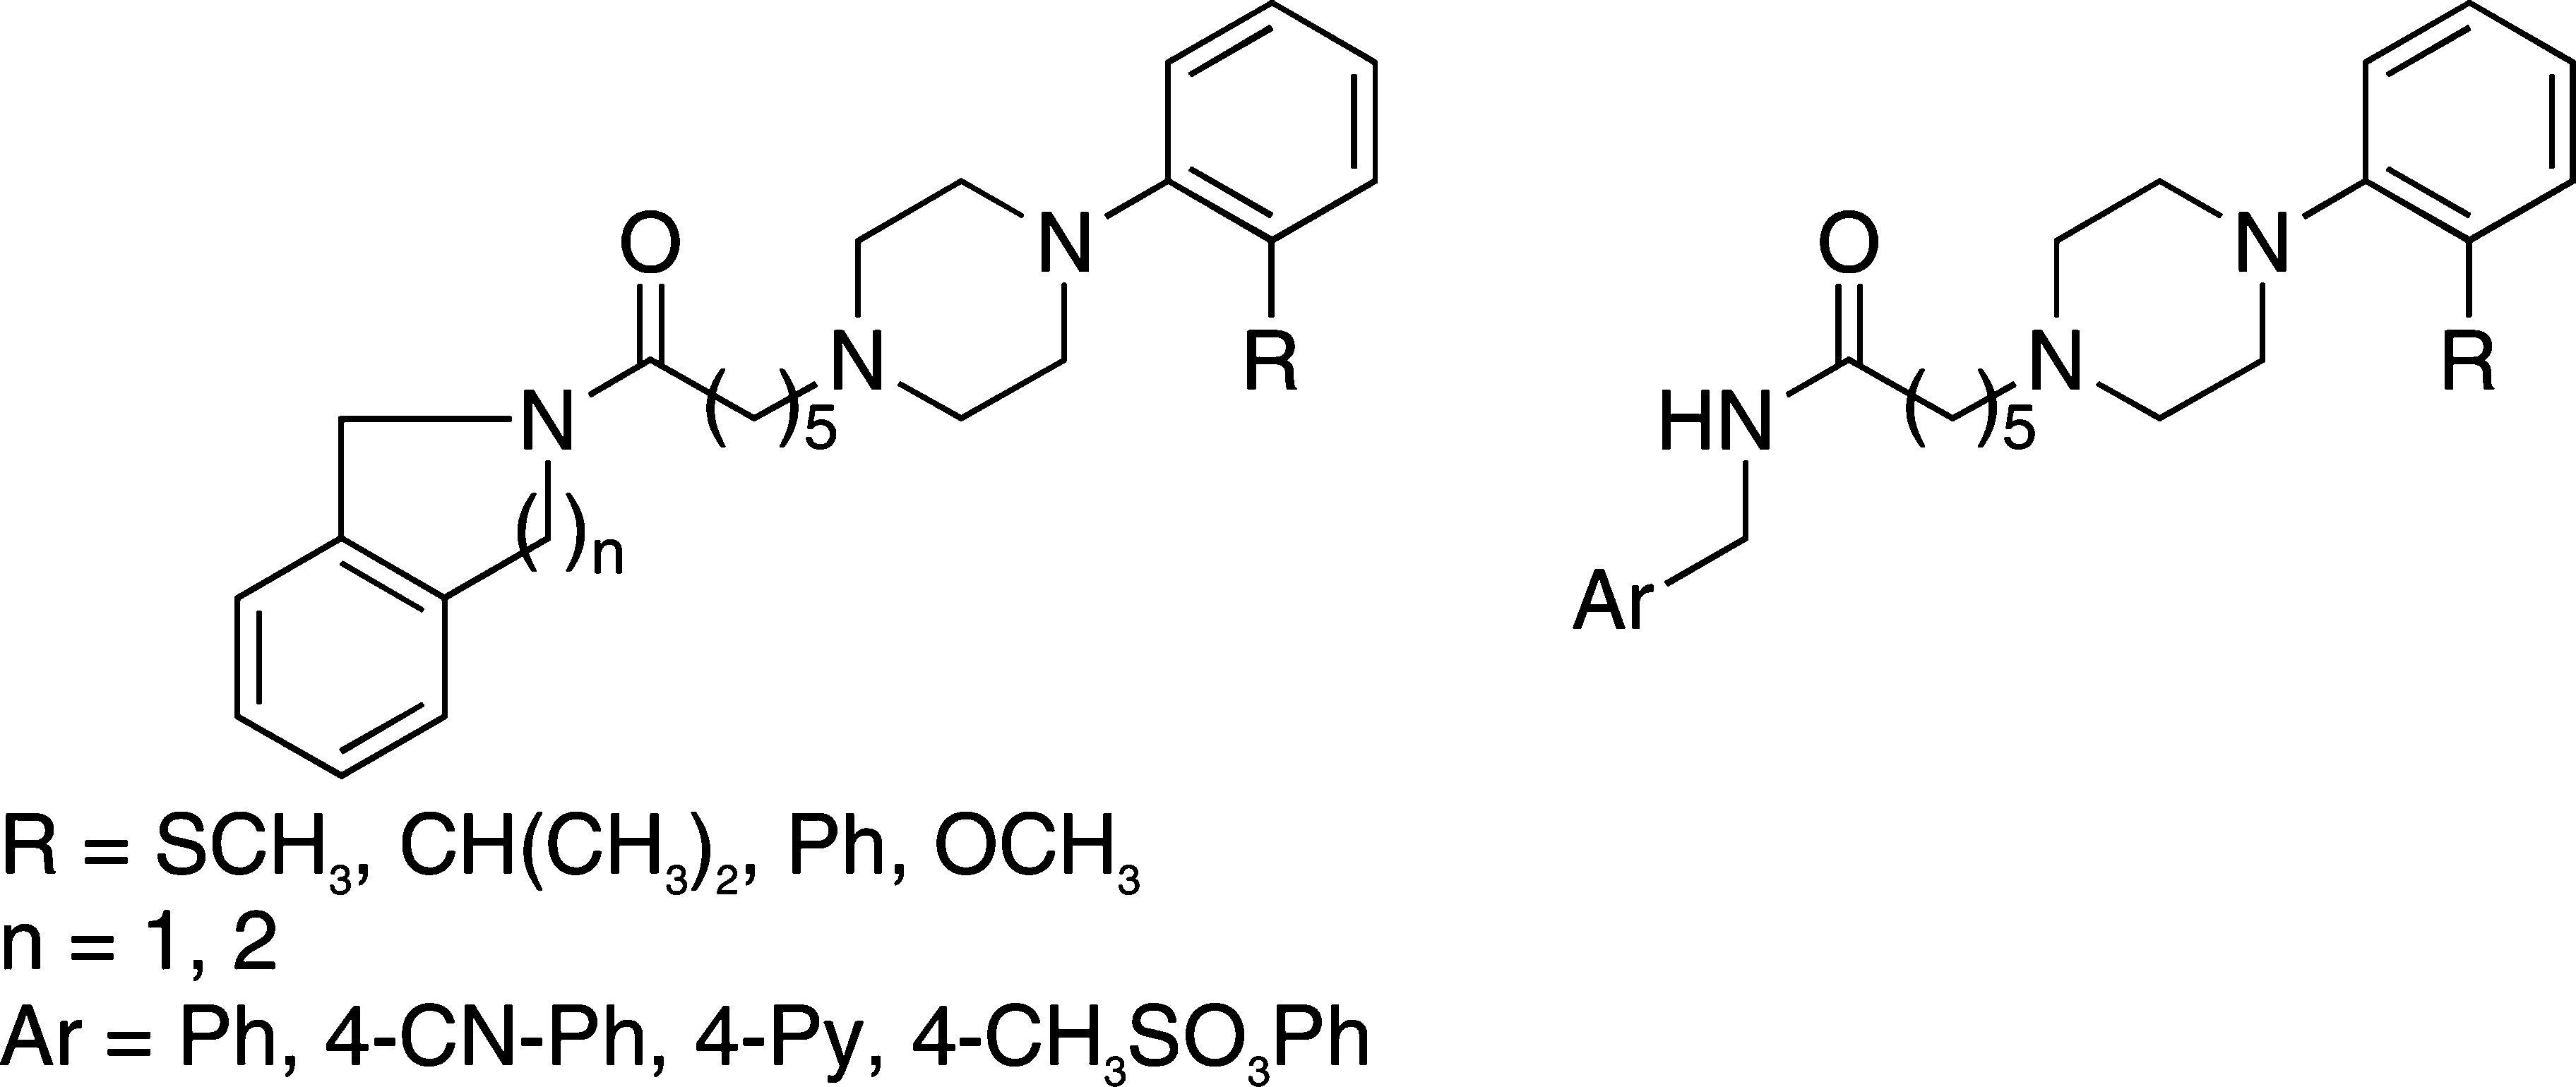 O
N
N
R
N
( )5
( )n
O
N
N
R
HN
( )5
Ar
R = SCH₃, CH(CH₃)₂, Ph, OCH₃
n = 1, 2
Ar = Ph, 4-CN-Ph, 4-Py, 4-CH₃SO₃Ph